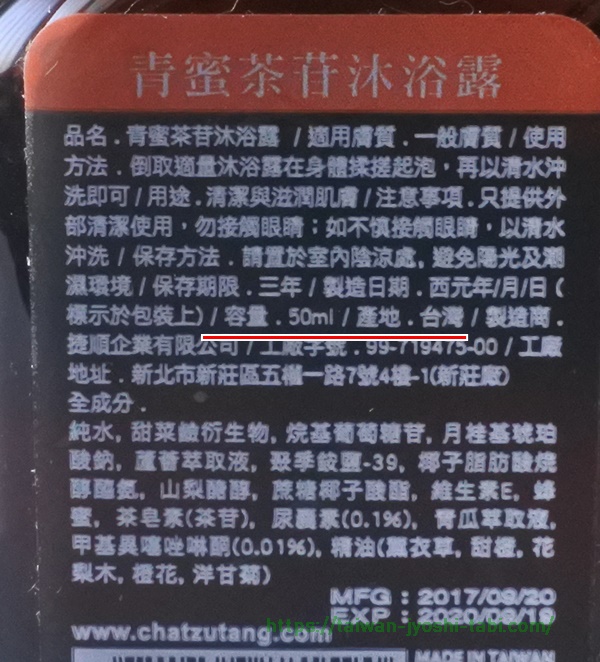 青蜜茶苷沐浴露
品名．青蜜茶苷沐浴露 / 適用膚質．一般膚質 / 使用
方法．倒取適量沐浴露在身體揉搓起泡，再以清水沖
洗即可 / 用途．清潔與滋潤肌膚 / 注意事項．只提供外
部清潔使用，勿接觸眼睛；如不慎接觸眼睛，以清水
沖洗 / 保存方法．請置於室內陰涼處, 避免陽光及潮
濕環境 / 保存期限．三年 / 製造日期．西元年/月/日（
標示於包裝上）/ 容量．50ml / 產地．台灣 / 製造商．
捷順企業有限公司 / 工廠字號．99-719475-00 / 工廠
地址．新北市新莊區五權一路7號4樓-1(新莊廠)
全成分．
純水, 甜菜鹼衍生物, 烷基葡萄糖苷, 月桂基琥珀
酸鈉, 蘆薈萃取液, 聚季銨鹽-39, 椰子脂肪酸烷
醇醯氨, 山梨醣醇, 蔗糖椰子酸酯, 維生素E, 蜂
蜜, 茶皂素(茶苷), 尿囊素(0.1%), 青瓜萃取液,
甲基異噻唑啉酮(0.01%), 精油(薰衣草, 甜橙, 花
梨木, 橙花, 洋甘菊)
MFG : 2017/09/20
EXP : 2020/09/19
www.chatzutang.com
https://taiwan-jyoshi-tabi.com/
MADE IN TAIWAN